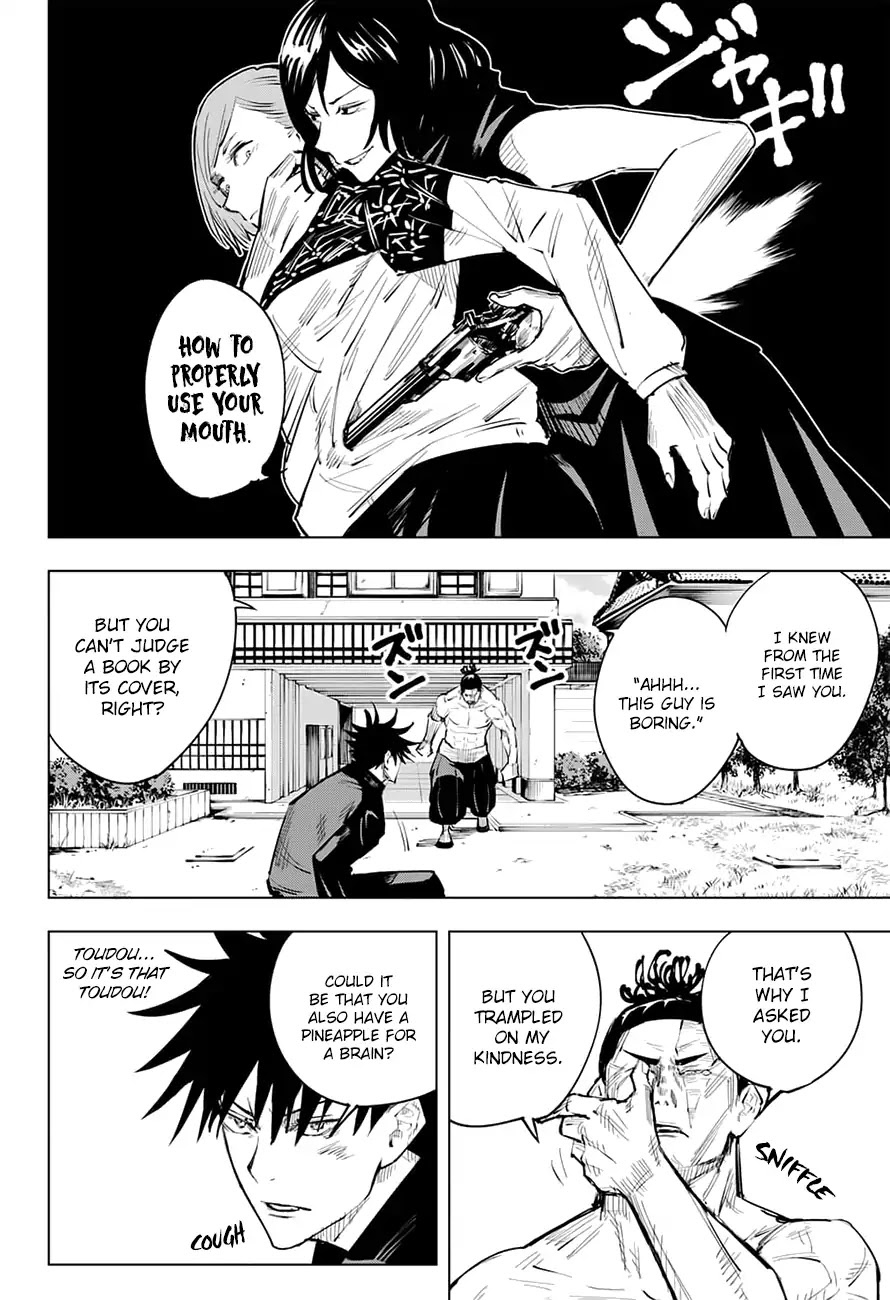 ジャギ!!
HOW TO
PROPERLY
USE YOUR
MOUTH.
I KNEW
FROM THE
FIRST TIME
I SAW YOU.
"AHHH...
THIS GUY IS
BORING."
ズン
ズン
BUT YOU
CAN'T JUDGE
A BOOK BY
ITS COVER,
RIGHT?
THAT'S
WHY I
ASKED
YOU.
BUT YOU
TRAMPLED
ON MY
KINDNESS.
SNIFFLE
COULD IT
BE THAT YOU
ALSO HAVE A
PINEAPPLE FOR
A BRAIN?
TOUDOU...
SO IT'S THAT
TOUDOU!
COUGH